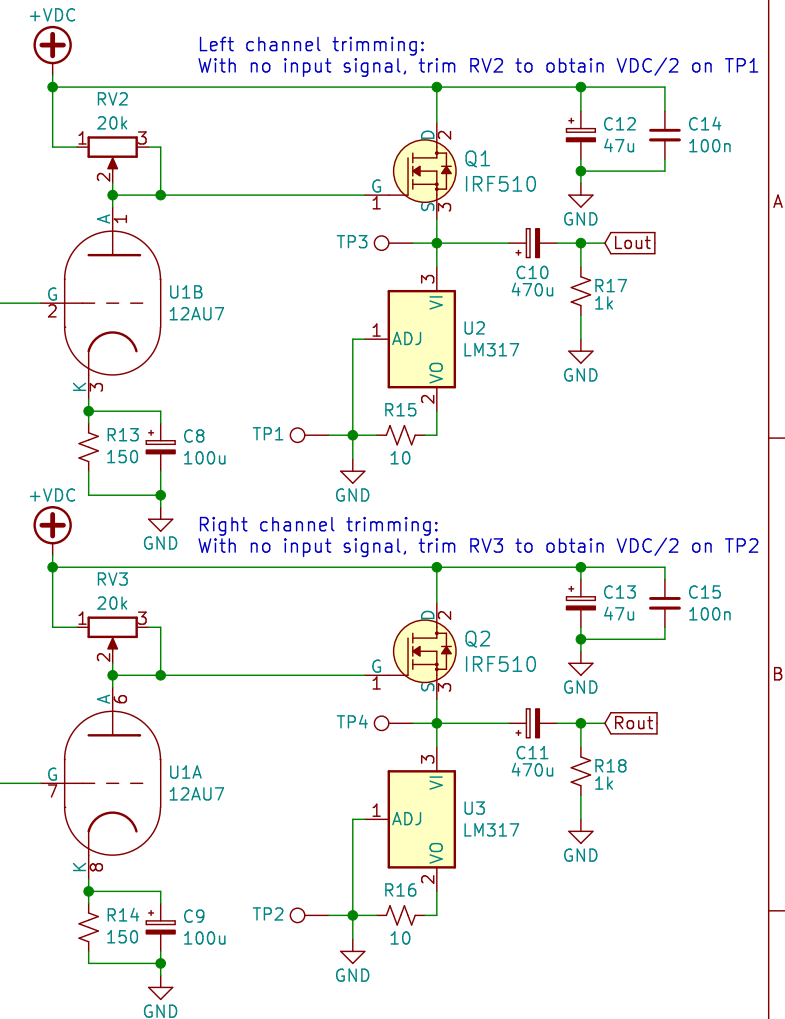 +VDC
Left channel trimming:
With no input signal, trim RV2 to obtain VDC/2 on TP1
RV2
20k
1
3
2
D
2
Q1
IRF510
G
1
S
3
C12
47u
C14
100n
GND
A
A
1
TP3
C10
470u
Lout
R17
1k
GND
G
2
U1B
12AU7
K
3
3
VI
1
ADJ
U2
LM317
VO
2
R15
10
TP1
GND
R13
150
C8
100u
GND
+VDC
Right channel trimming:
With no input signal, trim RV3 to obtain VDC/2 on TP2
RV3
20k
1
3
2
D
2
Q2
IRF510
G
1
S
3
C13
47u
C15
100n
GND
B
A
6
TP4
C11
470u
Rout
R18
1k
GND
G
7
U1A
12AU7
K
8
3
VI
1
ADJ
U3
LM317
VO
2
R16
10
TP2
GND
R14
150
C9
100u
GND